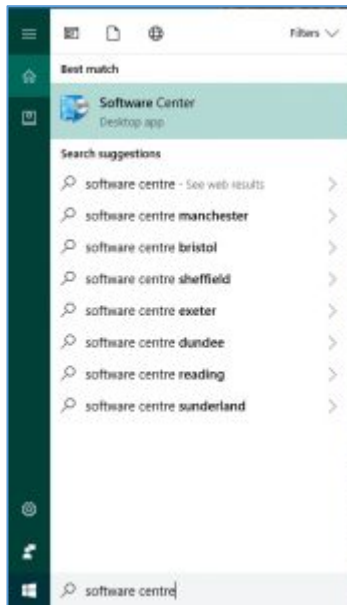 Filters
Best match
Software Center
Desktop app
Search suggestions
software centre - See web results
software centre manchester
software centre bristol
software centre sheffield
software centre exeter
software centre dundee
software centre reading
software centre sunderland
software centre